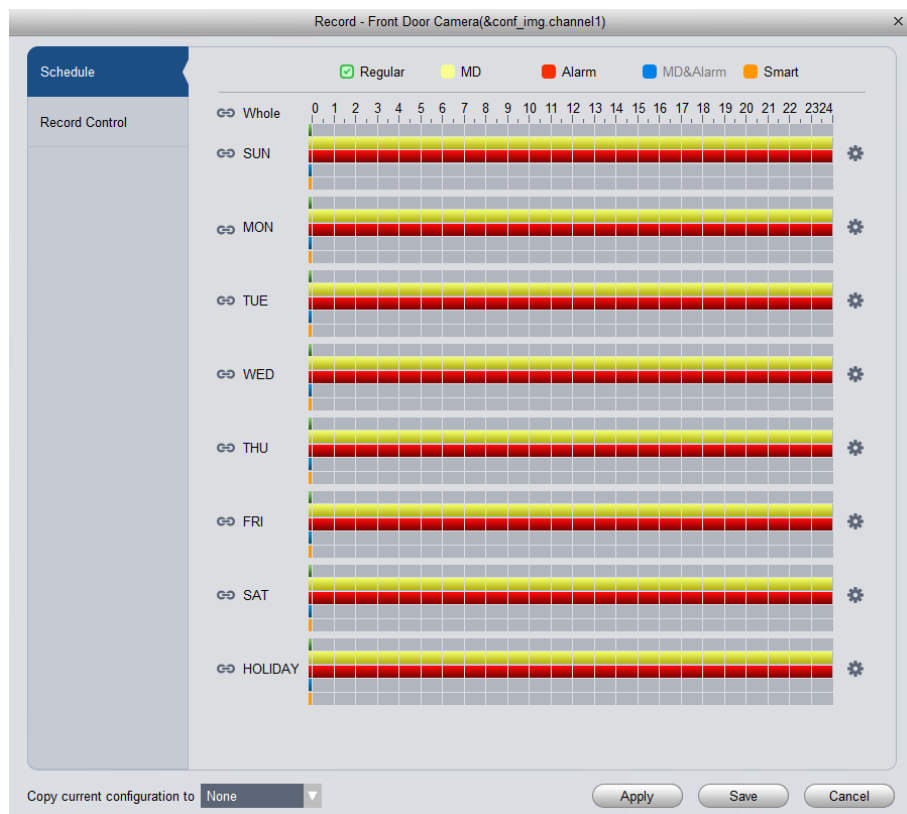 Record - Front Door Camera(&conf_img.channel1)
Schedule
Record Control
Regular MD Alarm MD&Alarm Smart
Whole 0 1 2 3 4 5 6 7 8 9 10 11 12 13 14 15 16 17 18 19 20 21 22 2324
SUN
MON
TUE
WED
THU
FRI
SAT
HOLIDAY
Copy current configuration to None Apply Save Cancel